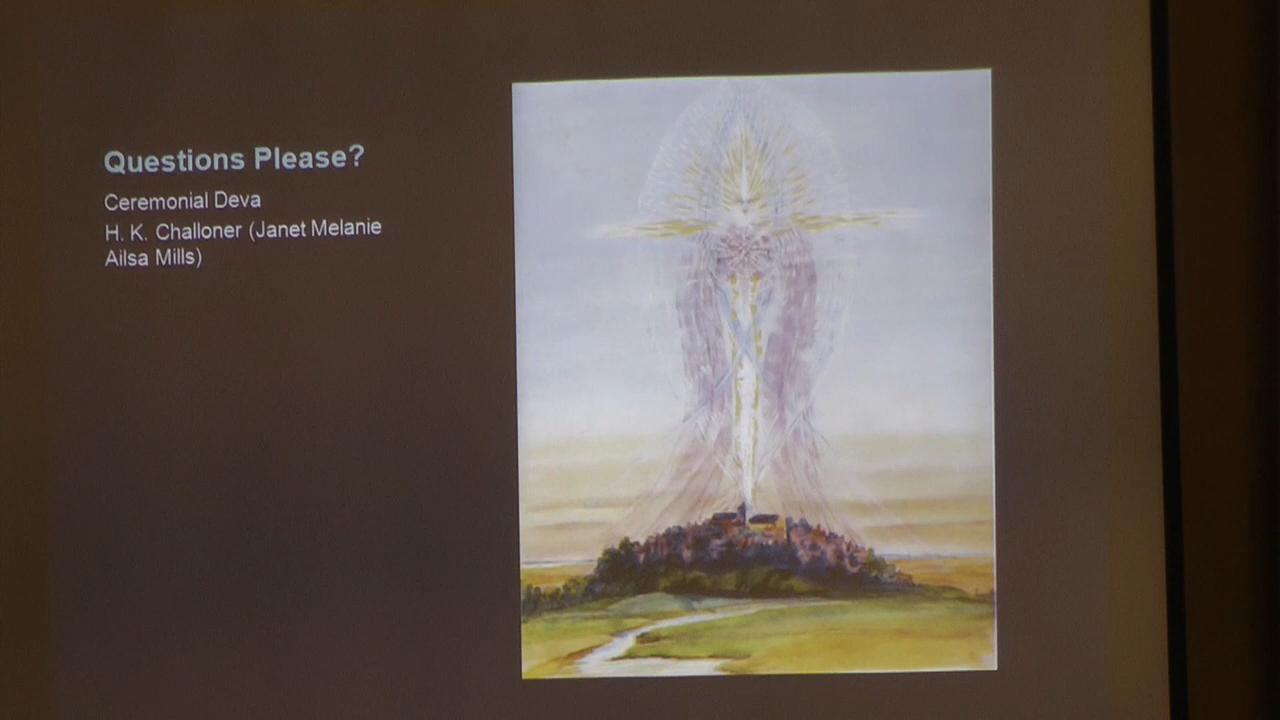 Questions Please?
Ceremonial Deva
H. K. Challoner (Janet Melanie
Ailsa Mills)